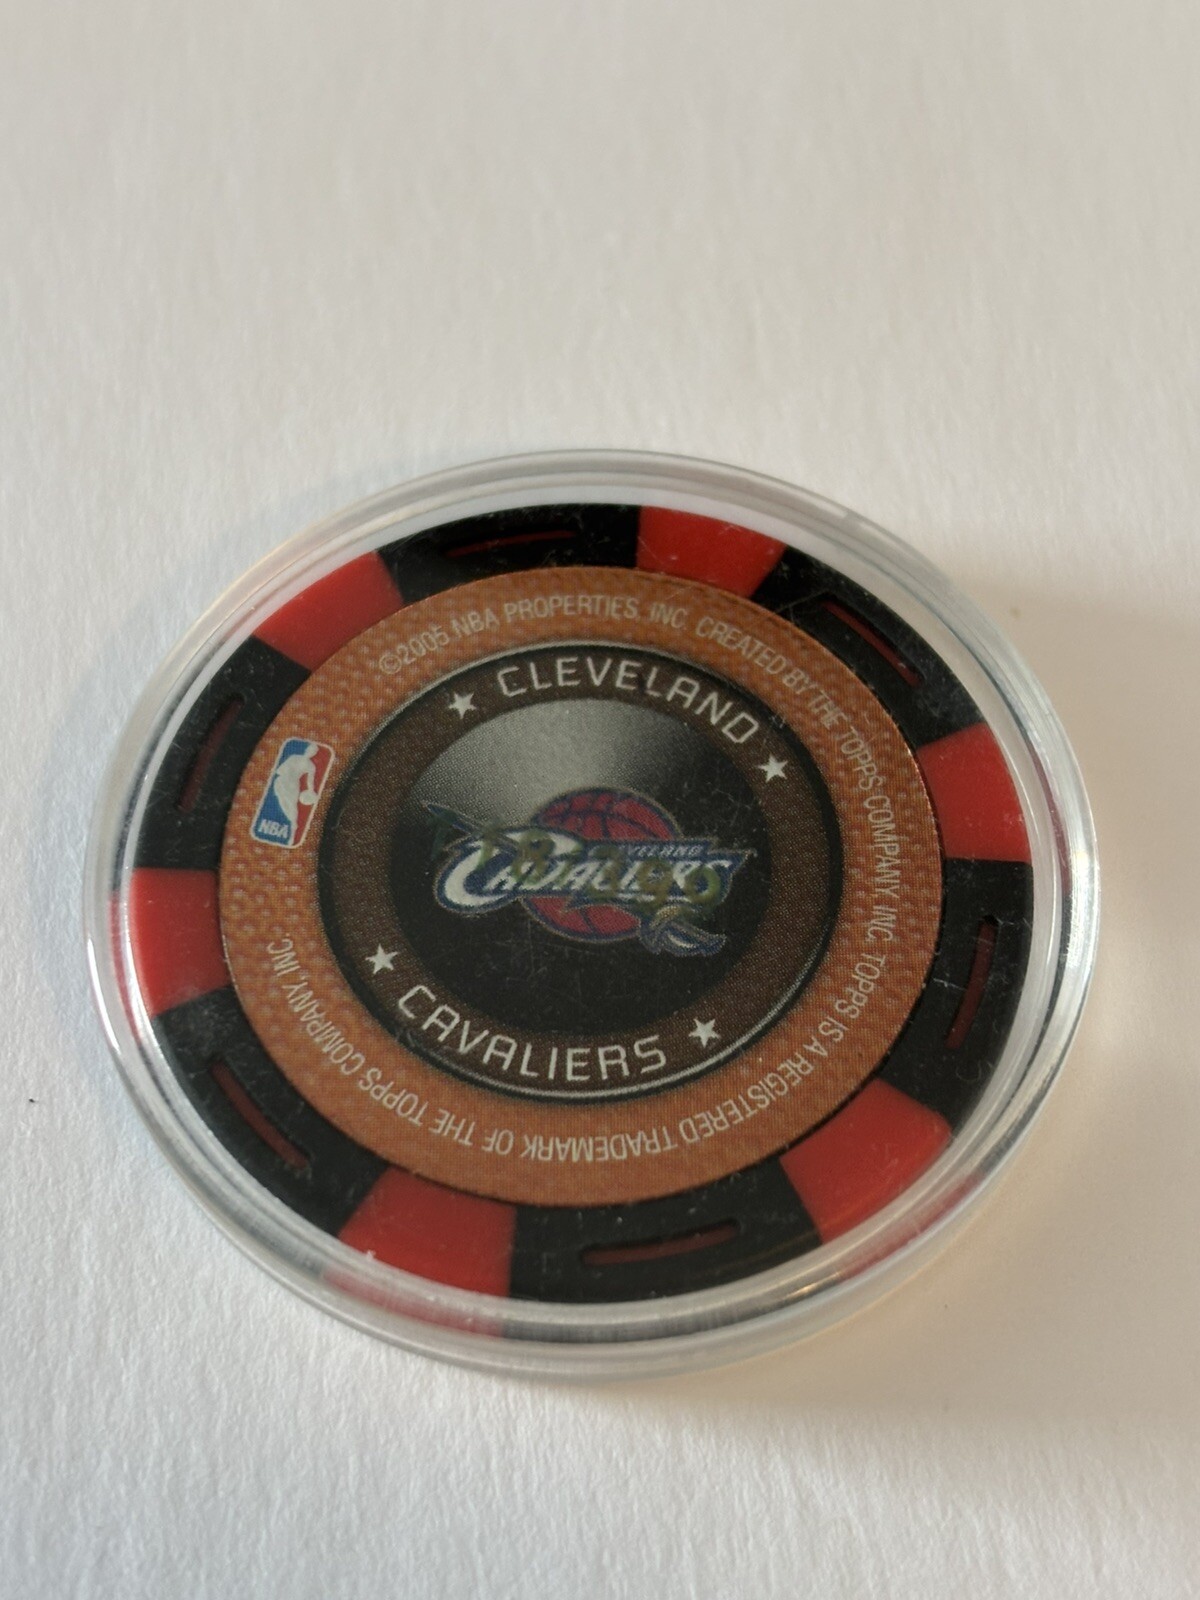 ©2005 NBA PROPERTIES, INC. CREATED BY THE TOPPS COMPANY, INC. TOPPS IS A REGISTERED TRADEMARK OF THE TOPPS COMPANY, INC.
CLEVELAND
NBA
CLEVELAND
CAVALIERS
CAVALIERS